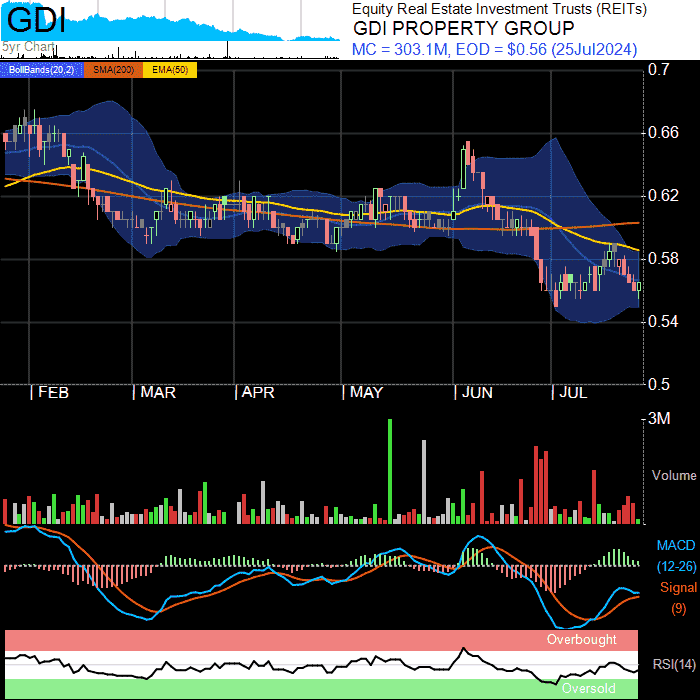 GDI
5yr Chart
Equity Real Estate Investment Trusts (REITs)
GDI PROPERTY GROUP
MC = 303.1M, EOD = $0.56 (25Jul2024)
BollBands(20,2) SMA(200) EMA(50)
0.7
0.66
0.62
0.58
0.54
0.5
| FEB | MAR | APR | MAY | JUN | JUL
3M
Volume
MACD
(12-26)
Signal
(9)
Overbought
RSI(14)
Oversold